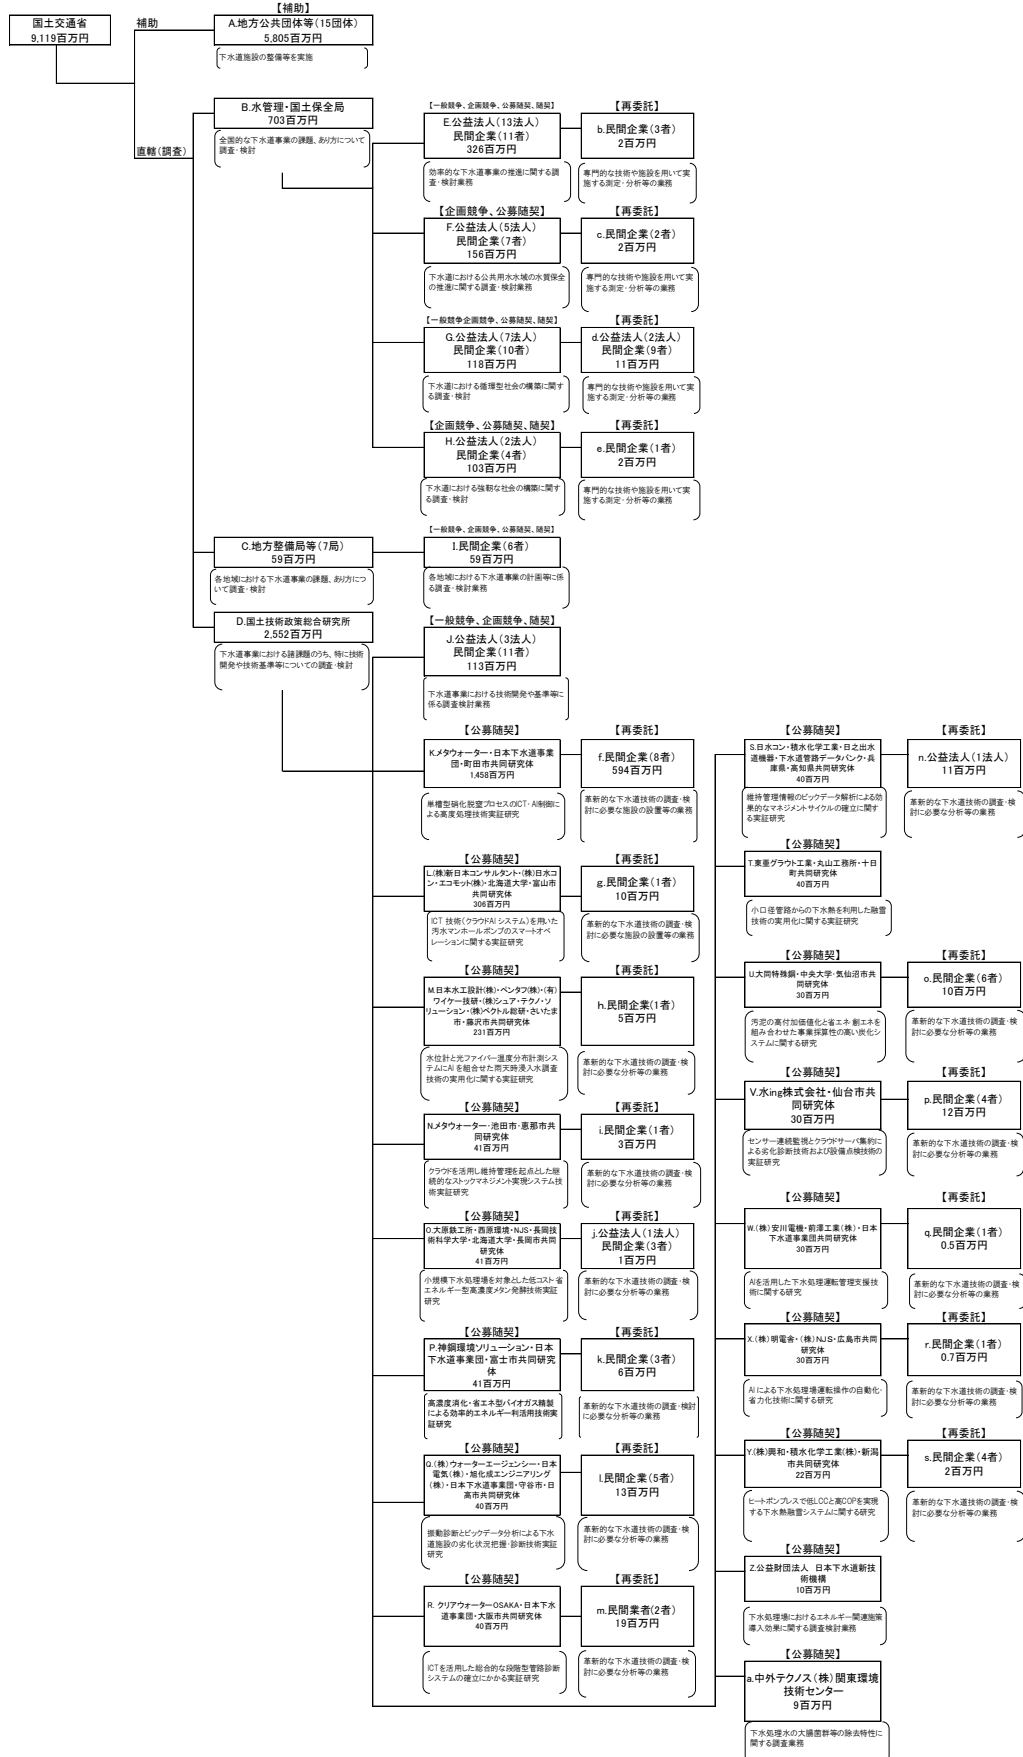 国土交通省
9,119百万円
補助
【補助】
A.地方公共団体等(15団体)
5,805百万円
下水道施設の整備等を実施
直轄(調査)
B.水管理・国土保全局
703百万円
全国的な下水道事業の課題、あり方について
調査・検討
【一般競争、企画競争、公募随契、随契】
E.公益法人(13法人)
民間企業(11者)
326百万円
効率的な下水道事業の推進に関する調
査・検討業務
【再委託】
b.民間企業(3者)
2百万円
専門的な技術や施設を用いて実
施する測定・分析等の業務
【企画競争、公募随契】
F.公益法人(5法人)
民間企業(7者)
156百万円
下水道における公共用水水域の水質保全
の推進に関する調査・検討業務
【再委託】
c.民間企業(2者)
2百万円
専門的な技術や施設を用いて実
施する測定・分析等の業務
【一般競争企画競争、公募随契、随契】
G.公益法人(7法人)
民間企業(10者)
118百万円
下水道における循環型社会の構築に関す
る調査・検討
【再委託】
d.公益法人(2法人)
民間企業(9者)
11百万円
専門的な技術や施設を用いて実
施する測定・分析等の業務
【企画競争、公募随契、随契】
H.公益法人(2法人)
民間企業(4者)
103百万円
下水道における強靭な社会の構築に関す
る調査・検討
【再委託】
e.民間企業(1者)
2百万円
専門的な技術や施設を用いて実
施する測定・分析等の業務
C.地方整備局等(7局)
59百万円
各地域における下水道事業の課題、あり方につ
いて調査・検討
【一般競争、企画競争、公募随契、随契】
I.民間企業(6者)
59百万円
各地域における下水道事業の計画等に係
る調査・検討業務
D.国土技術政策総合研究所
2,552百万円
下水道事業における諸課題のうち、特に技術
開発や技術基準等についての調査・検討
【一般競争、企画競争、随契】
J.公益法人(3法人)
民間企業(11者)
113百万円
下水道事業における技術開発や基準等に
係る調査検討業務
【公募随契】
K.メタウォーター・日本下水道事業
団・町田市共同研究体
1,458百万円
単槽型硝化脱窒プロセスのICT・AI制御に
よる高度処理技術実証研究
【再委託】
f.民間企業(8者)
594百万円
革新的な下水道技術の調査・検
討に必要な施設の設置等の業務
【公募随契】
L.(株)新日本コンサルタント・(株)日水コ
ン・エコモット(株)・北海道大学・富山市
共同研究体
306百万円
ICT 技術(クラウドAI システム)を用いた
汚水マンホールポンプのスマートオペ
レーションに関する実証研究
【再委託】
g.民間企業(1者)
10百万円
革新的な下水道技術の調査・検
討に必要な施設の設置等の業務
【公募随契】
M.日本水工設計(株)・ペンタフ(株)・(有)
ワイケー技研・(株)シュア・テクノ・ソ
リューション・(株)ベクトル総研・さいたま
市・藤沢市共同研究体
231百万円
水位計と光ファイバー温度分布計測シス
テムにAI を組合せた雨天時浸入水調査
技術の実用化に関する実証研究
【再委託】
h.民間企業(1者)
5百万円
革新的な下水道技術の調査・検
討に必要な分析等の業務
【公募随契】
N.メタウォーター・池田市・恵那市共
同研究体
41百万円
クラウドを活用し維持管理を起点とした継
続的なストックマネジメント実現システム技
術実証研究
【再委託】
i.民間企業(1者)
3百万円
革新的な下水道技術の調査・検
討に必要な分析等の業務
【公募随契】
O.大原鉄工所・西原環境・NJS・長岡技
術科学大学・北海道大学・長岡市共同
研究体
41百万円
小規模下水処理場を対象とした低コスト・省
エネルギー型高濃度メタン発酵技術実証
研究
【再委託】
j.公益法人(1法人)
民間企業(3者)
1百万円
革新的な下水道技術の調査・検
討に必要な分析等の業務
【公募随契】
P.神鋼環境ソリューション・日本
下水道事業団・富士市共同研究
体
41百万円
高濃度消化・省エネ型バイオガス精製
による効率的エネルギー利活用技術実
証研究
【再委託】
k.民間企業(3者)
6百万円
革新的な下水道技術の調査・検討
に必要な分析等の業務
【公募随契】
Q.(株)ウォーターエージェンシー・日本
電気(株)・旭化成エンジニアリング
(株)・日本下水道事業団・守谷市・日
高市共同研究体
40百万円
振動診断とビックデータ分析による下水
道施設の劣化状況把握・診断技術実証
研究
【再委託】
l.民間企業(5者)
13百万円
革新的な下水道技術の調査・検
討に必要な分析等の業務
【公募随契】
R. クリアウォーターOSAKA・日本下水
道事業団・大阪市共同研究体
40百万円
ICTを活用した総合的な段階型管路診断
システムの確立にかかる実証研究
【再委託】
m.民間業者(2者)
19百万円
革新的な下水道技術の調査・検
討に必要な分析等の業務
【公募随契】
S.日水コン・積水化学工業・日之出水
道機器・下水道管路データバンク・兵
庫県・高知県共同研究体
40百万円
維持管理情報のビックデータ解析による効
果的なマネジメントサイクルの確立に関す
る実証研究
【再委託】
n.公益法人(1法人)
11百万円
革新的な下水道技術の調査・検
討に必要な分析等の業務
【公募随契】
T.東亜グラウト工業・丸山工務所・十日
町共同研究体
40百万円
小口径管路からの下水熱を利用した融雪
技術の実用化に関する実証研究
【公募随契】
U.大同特殊鋼・中央大学・気仙沼市共
同研究体
30百万円
汚泥の高付加価値化と省エネ・創エネを
組み合わせた事業採算性の高い炭化シ
ステムに関する研究
【再委託】
o.民間企業(6者)
10百万円
革新的な下水道技術の調査・検
討に必要な分析等の業務
【公募随契】
V.水ing株式会社・仙台市共
同研究体
30百万円
センサー連続監視とクラウドサーバ集約に
よる劣化診断技術および設備点検技術の
実証研究
【再委託】
p.民間企業(4者)
12百万円
革新的な下水道技術の調査・検
討に必要な分析等の業務
【公募随契】
W.(株)安川電機・前澤工業(株)・日本
下水道事業団共同研究体
30百万円
AIを活用した下水処理運転管理支援技
術に関する研究
【再委託】
q.民間企業(1者)
0.5百万円
革新的な下水道技術の調査・検
討に必要な分析等の業務
【公募随契】
X.(株)明電舎・(株)NJS・広島市共同
研究体
30百万円
AI による下水処理場運転操作の自動化・
省力化技術に関する研究
【再委託】
r.民間企業(1者)
0.7百万円
革新的な下水道技術の調査・検
討に必要な分析等の業務
【公募随契】
Y.(株)興和・積水化学工業(株)・新潟
市共同研究体
22百万円
ヒートポンプレスで低LCCと高COPを実現
する下水熱融雪システムに関する研究
【再委託】
s.民間企業(4者)
2百万円
革新的な下水道技術の調査・検
討に必要な分析等の業務
【公募随契】
Z.公益財団法人 日本下水道新技
術機構
10百万円
下水処理場におけるエネルギー関連施策
導入効果に関する調査検討業務
【公募随契】
a.中外テクノス(株)関東環境
技術センター
9百万円
下水処理水の大腸菌群等の除去特性に
関する調査業務